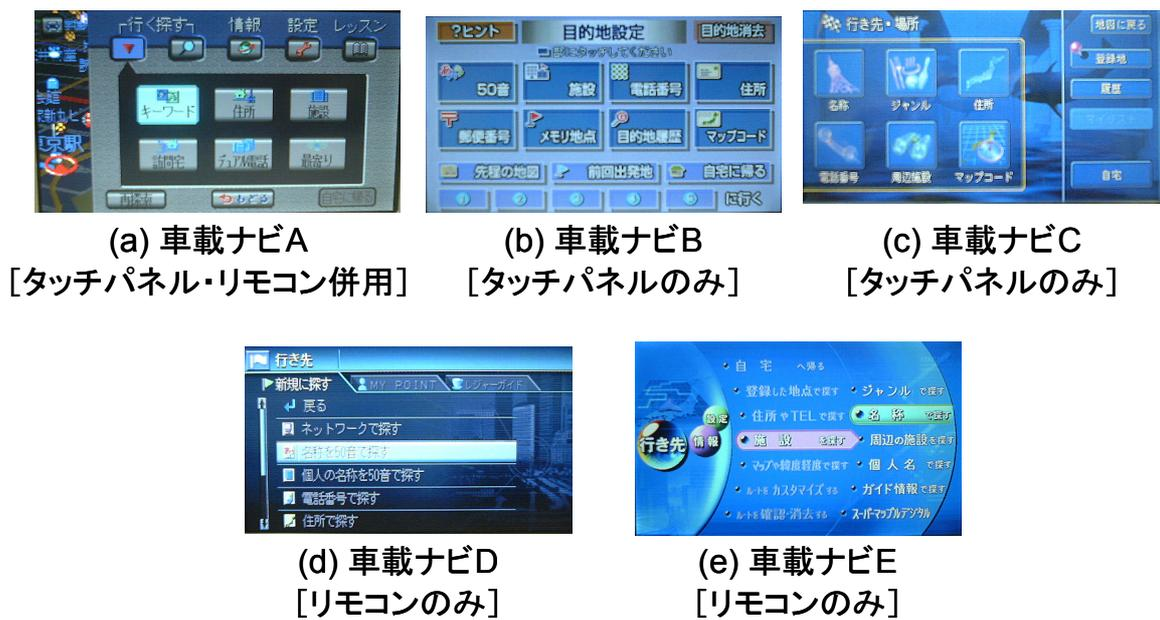 行く探す 情報 設定 レッスン
キーワード 住所 施設
訪問宅 デュアル電話 最寄り
再探索 もどる 自宅に帰る
東京駅
(a) 車載ナビA
[タッチパネル・リモコン併用]
?ヒント 目的地設定 目的地消去
50音 施設 電話番号 住所
郵便番号 メモリ地点 目的地履歴 マップコード
先程の地図 前回出発地 自宅に帰る
1 2 3 4 5 に行く
(b) 車載ナビB
[タッチパネルのみ]
行き先・場所 地図に戻る
登録地
履歴
マイリスト
自宅
名称 ジャンル 住所
電話番号 周辺施設 マップコード
(c) 車載ナビC
[タッチパネルのみ]
行き先
新規に探す MY POINT レジャーガイド
戻る
ネットワークで探す
名称を50音で探す
個人の名称を50音で探す
電話番号で探す
住所で探す
(d) 車載ナビD
[リモコンのみ]
行き先 情報 設定
自宅 へ帰る
登録した地点で探す ジャンル で探す
住所やTELで探す 名称 で探す
施設 を探す 周辺の施設を探す
マップや緯度経度で探す 個人名 で探す
ルートを カスタマイズ する ガイド情報で探す
ルートを 確認・消去 する スーパーマップルデジタル
(e) 車載ナビE
[リモコンのみ]